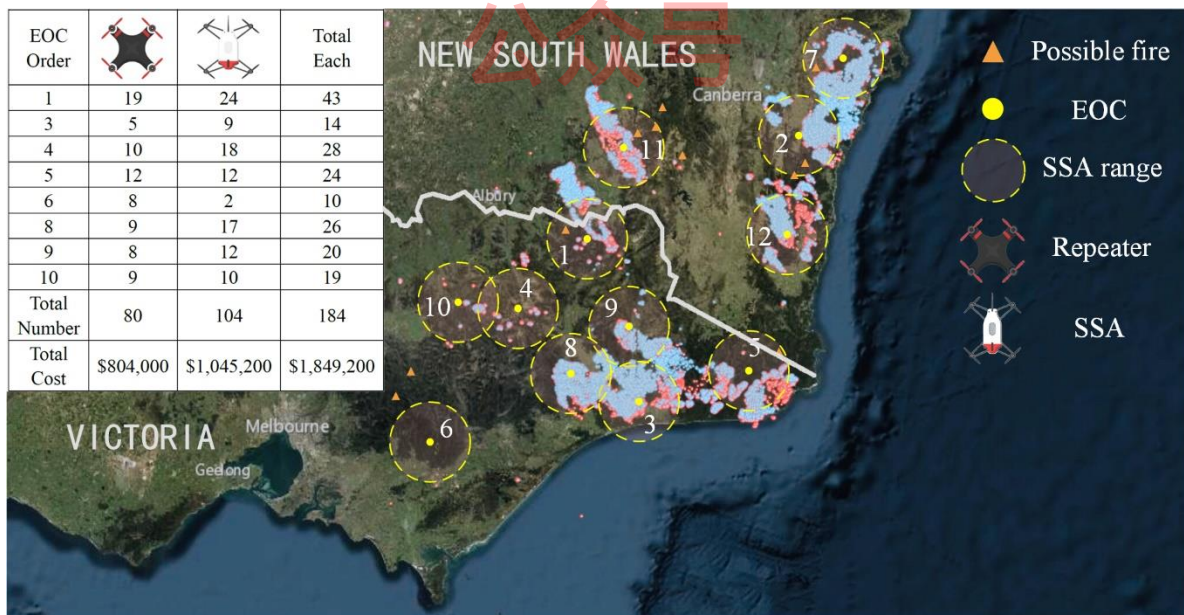 EOC Order Total Each
1 19 24 43
3 5 9 14
4 10 18 28
5 12 12 24
6 8 2 10
8 9 17 26
9 8 12 20
10 9 10 19
Total Number 80 104 184
Total Cost $804,000 $1,045,200 $1,849,200
公众号
NEW SOUTH WALES
7
Canberra
2
11
Albury
12
1
10
4
9
8
5
3
6
VICTORIA
Melbourne
Geelong
Possible fire
EOC
SSA range
Repeater
SSA